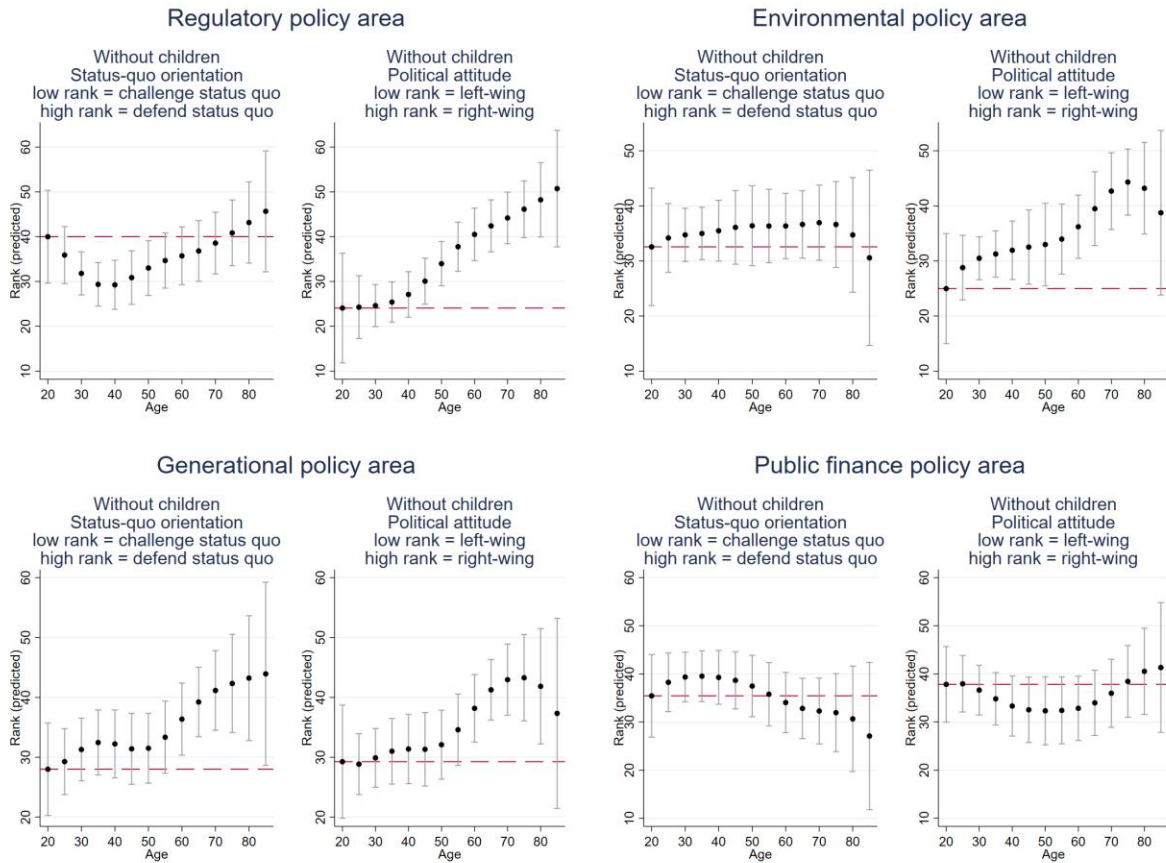 Regulatory policy area
Without children
Status-quo orientation
low rank = challenge status quo
high rank = defend status quo
Rank (predicted)
60
50
40
30
20
10
20 30 40 50 60 70 80
Age
Without children
Political attitude
low rank = left-wing
high rank = right-wing
Rank (predicted)
60
50
40
30
20
10
20 30 40 50 60 70 80
Age
Environmental policy area
Without children
Status-quo orientation
low rank = challenge status quo
high rank = defend status quo
Rank (predicted)
50
40
30
20
10
20 30 40 50 60 70 80
Age
Without children
Political attitude
low rank = left-wing
high rank = right-wing
Rank (predicted)
50
40
30
20
10
20 30 40 50 60 70 80
Age
Generational policy area
Without children
Status-quo orientation
low rank = challenge status quo
high rank = defend status quo
Rank (predicted)
60
50
40
30
20
20 30 40 50 60 70 80
Age
Without children
Political attitude
low rank = left-wing
high rank = right-wing
Rank (predicted)
60
50
40
30
20
20 30 40 50 60 70 80
Age
Public finance policy area
Without children
Status-quo orientation
low rank = challenge status quo
high rank = defend status quo
Rank (predicted)
60
50
40
30
20
10
20 30 40 50 60 70 80
Age
Without children
Political attitude
low rank = left-wing
high rank = right-wing
Rank (predicted)
60
50
40
30
20
10
20 30 40 50 60 70 80
Age